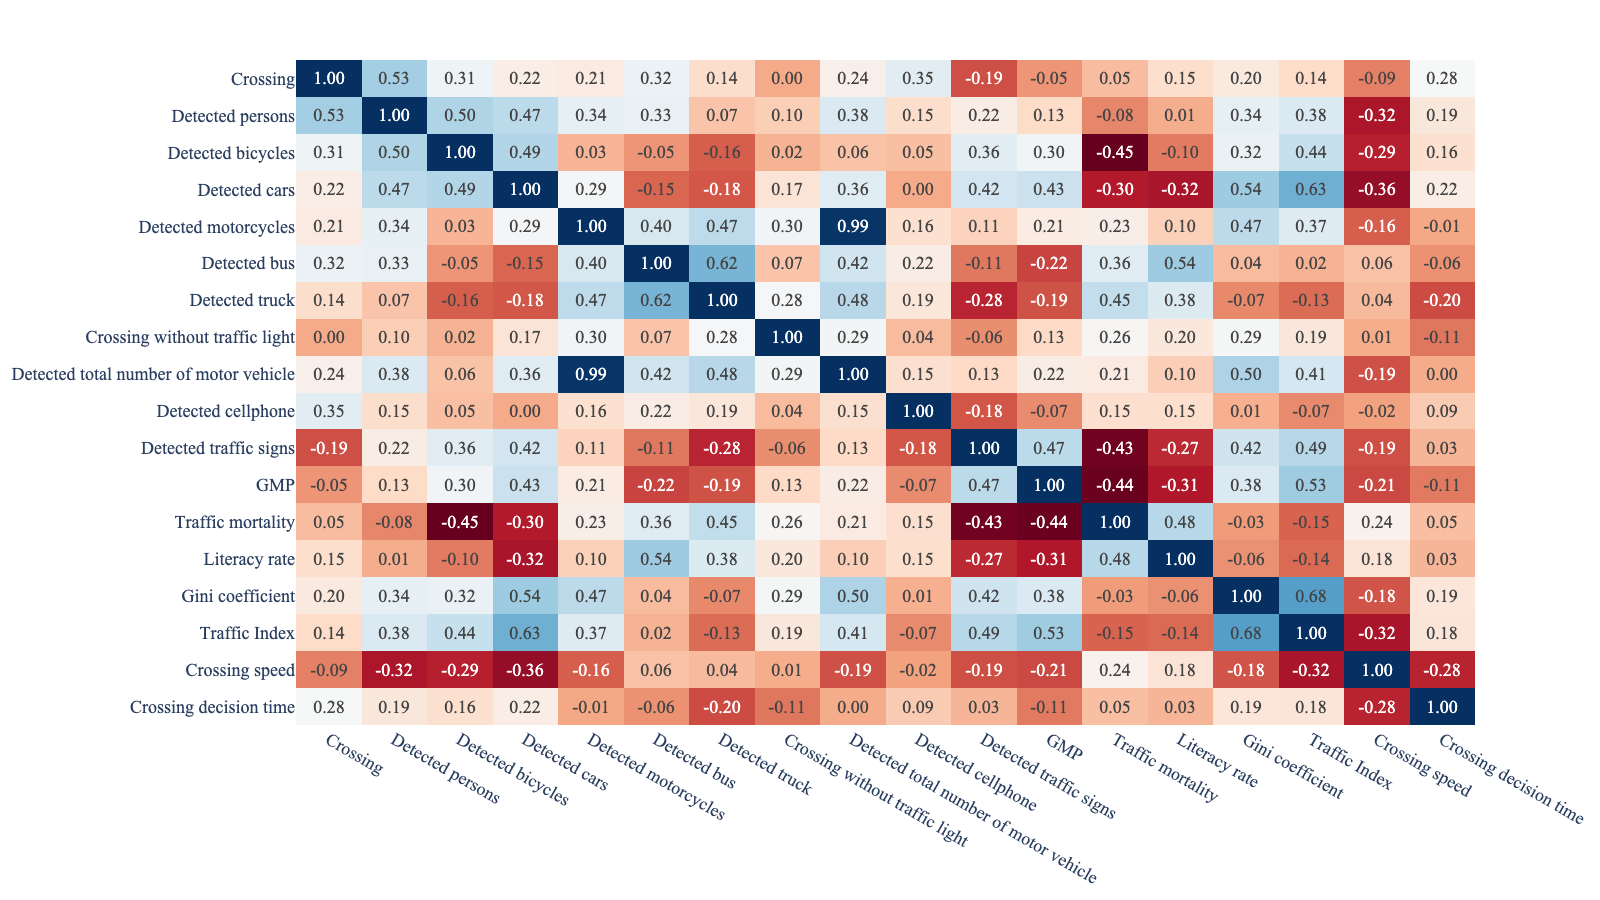 Crossing 1.00 0.53 0.31 0.22 0.21 0.32 0.14 0.00 0.24 0.35 -0.19 -0.05 0.05 0.15 0.20 0.14 -0.09 0.28
Detected persons 0.53 1.00 0.50 0.47 0.34 0.33 0.07 0.10 0.38 0.15 0.22 0.13 -0.08 0.01 0.34 0.38 -0.32 0.19
Detected bicycles 0.31 0.50 1.00 0.49 0.03 -0.05 -0.16 0.02 0.06 0.05 0.36 0.30 -0.45 -0.10 0.32 0.44 -0.29 0.16
Detected cars 0.22 0.47 0.49 1.00 0.29 -0.15 -0.18 0.17 0.36 0.00 0.42 0.43 -0.30 -0.32 0.54 0.63 -0.36 0.22
Detected motorcycles 0.21 0.34 0.03 0.29 1.00 0.40 0.47 0.30 0.99 0.16 0.11 0.21 0.23 0.10 0.47 0.37 -0.16 -0.01
Detected bus 0.32 0.33 -0.05 -0.15 0.40 1.00 0.62 0.07 0.42 0.22 -0.11 -0.22 0.36 0.54 0.04 0.02 0.06 -0.06
Detected truck 0.14 0.07 -0.16 -0.18 0.47 0.62 1.00 0.28 0.48 0.19 -0.28 -0.19 0.45 0.38 -0.07 -0.13 0.04 -0.20
Crossing without traffic light 0.00 0.10 0.02 0.17 0.30 0.07 0.28 1.00 0.29 0.04 -0.06 0.13 0.26 0.20 0.29 0.19 0.01 -0.11
Detected total number of motor vehicle 0.24 0.38 0.06 0.36 0.99 0.42 0.48 0.29 1.00 0.15 0.13 0.22 0.21 0.10 0.50 0.41 -0.19 0.00
Detected cellphone 0.35 0.15 0.05 0.00 0.16 0.22 0.19 0.04 0.15 1.00 -0.18 -0.07 0.15 0.15 0.01 -0.07 -0.02 0.09
Detected traffic signs -0.19 0.22 0.36 0.42 0.11 -0.11 -0.28 -0.06 0.13 -0.18 1.00 0.47 -0.43 -0.27 0.42 0.49 -0.19 0.03
GMP -0.05 0.13 0.30 0.43 0.21 -0.22 -0.19 0.13 0.22 -0.07 0.47 1.00 -0.44 -0.31 0.38 0.53 -0.21 -0.11
Traffic mortality 0.05 -0.08 -0.45 -0.30 0.23 0.36 0.45 0.26 0.21 0.15 -0.43 -0.44 1.00 0.48 -0.03 -0.15 0.24 0.05
Literacy rate 0.15 0.01 -0.10 -0.32 0.10 0.54 0.38 0.20 0.10 0.15 -0.27 -0.31 0.48 1.00 -0.06 -0.14 0.18 0.03
Gini coefficient 0.20 0.34 0.32 0.54 0.47 0.04 -0.07 0.29 0.50 0.01 0.42 0.38 -0.03 -0.06 1.00 0.68 -0.18 0.19
Traffic Index 0.14 0.38 0.44 0.63 0.37 0.02 -0.13 0.19 0.41 -0.07 0.49 0.53 -0.15 -0.14 0.68 1.00 -0.32 0.18
Crossing speed -0.09 -0.32 -0.29 -0.36 -0.16 0.06 0.04 0.01 -0.19 -0.02 -0.19 -0.21 0.24 0.18 -0.18 -0.32 1.00 -0.28
Crossing decision time 0.28 0.19 0.16 0.22 -0.01 -0.06 -0.20 -0.11 0.00 0.09 0.03 -0.11 0.05 0.03 0.19 0.18 -0.28 1.00
Crossing
Detected persons
Detected bicycles
Detected cars
Detected motorcycles
Detected bus
Detected truck
Crossing without traffic light
Detected total number of motor vehicle
Detected cellphone
Detected traffic signs
GMP
Traffic mortality
Literacy rate
Gini coefficient
Traffic Index
Crossing speed
Crossing decision time